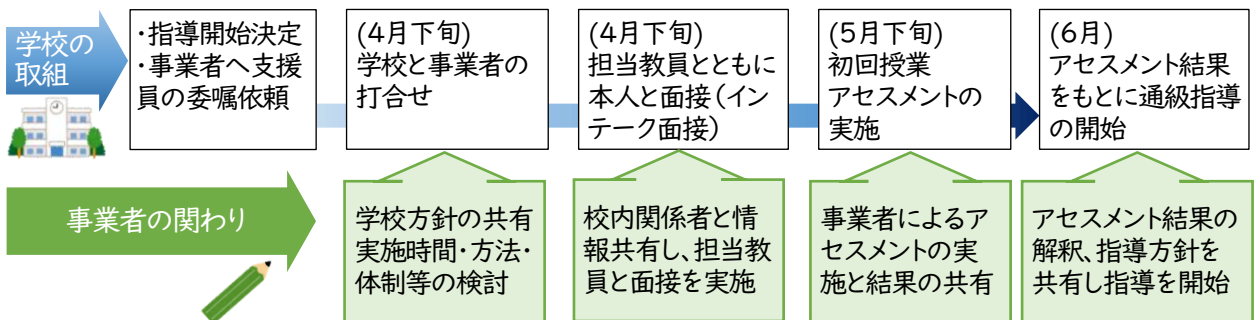 学校の
取組
・指導開始決定
・事業者へ支援
員の委嘱依頼
(4月下旬)
学校と事業者の
打合せ
(4月下旬)
担当教員とともに
本人と面接(イン
テーク面接)
(5月下旬)
初回授業
アセスメントの
実施
(6月)
アセスメント結果
をもとに通級指導
の開始
事業者の関わり
学校方針の共有
実施時間・方法・
体制等の検討
校内関係者と情
報共有し、担当教
員と面接を実施
事業者によるア
セスメントの実
施と結果の共有
アセスメント結果の
解釈、指導方針を
共有し指導を開始